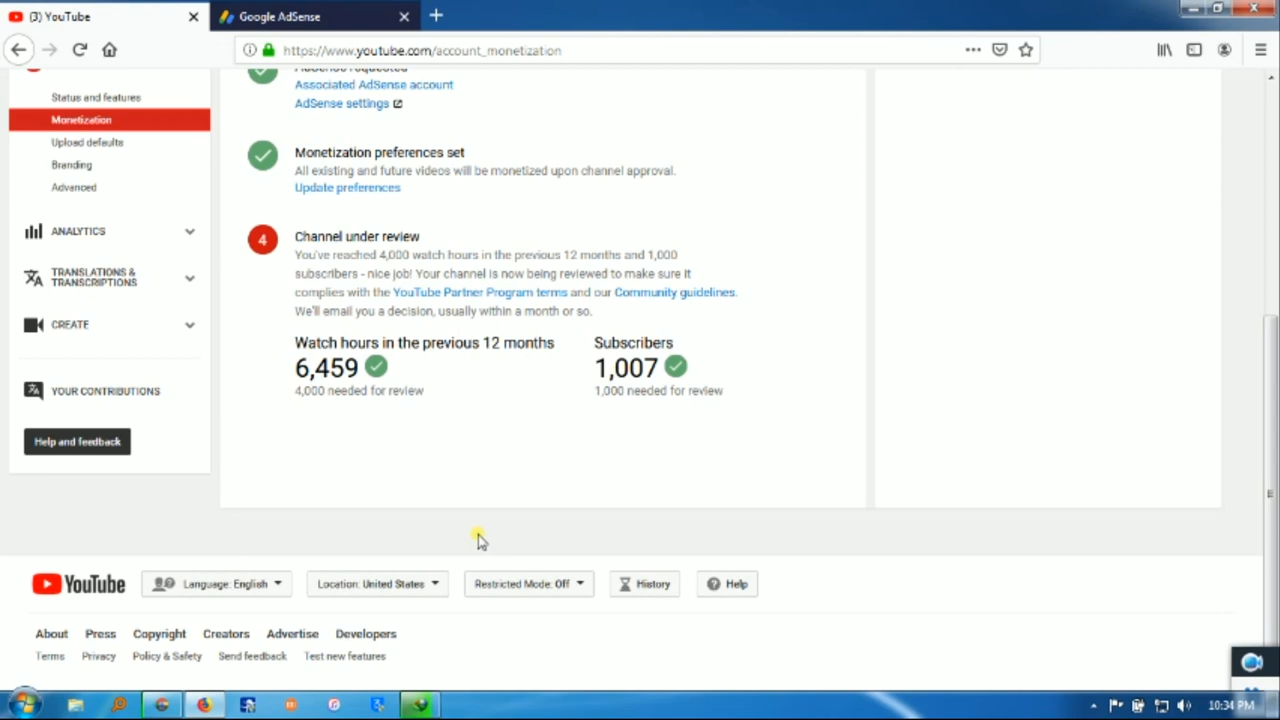 (3) YouTube
Google AdSense
https://www.youtube.com/account_monetization
Status and features
Monetization
Upload defaults
Branding
Advanced
ANALYTICS
TRANSLATIONS &
TRANSCRIPTIONS
CREATE
YOUR CONTRIBUTIONS
Help and feedback
AdSense requested
Associated AdSense account
AdSense settings
Monetization preferences set
All existing and future videos will be monetized upon channel approval.
Update preferences
4
Channel under review
You've reached 4,000 watch hours in the previous 12 months and 1,000
subscribers - nice job! Your channel is now being reviewed to make sure it
complies with the YouTube Partner Program terms and our Community guidelines.
We'll email you a decision, usually within a month or so.
Watch hours in the previous 12 months
6,459
4,000 needed for review
Subscribers
1,007
1,000 needed for review
YouTube
Language: English
Location: United States
Restricted Mode: Off
History
Help
About Press Copyright Creators Advertise Developers
Terms Privacy Policy & Safety Send feedback Test new features
10:34 PM